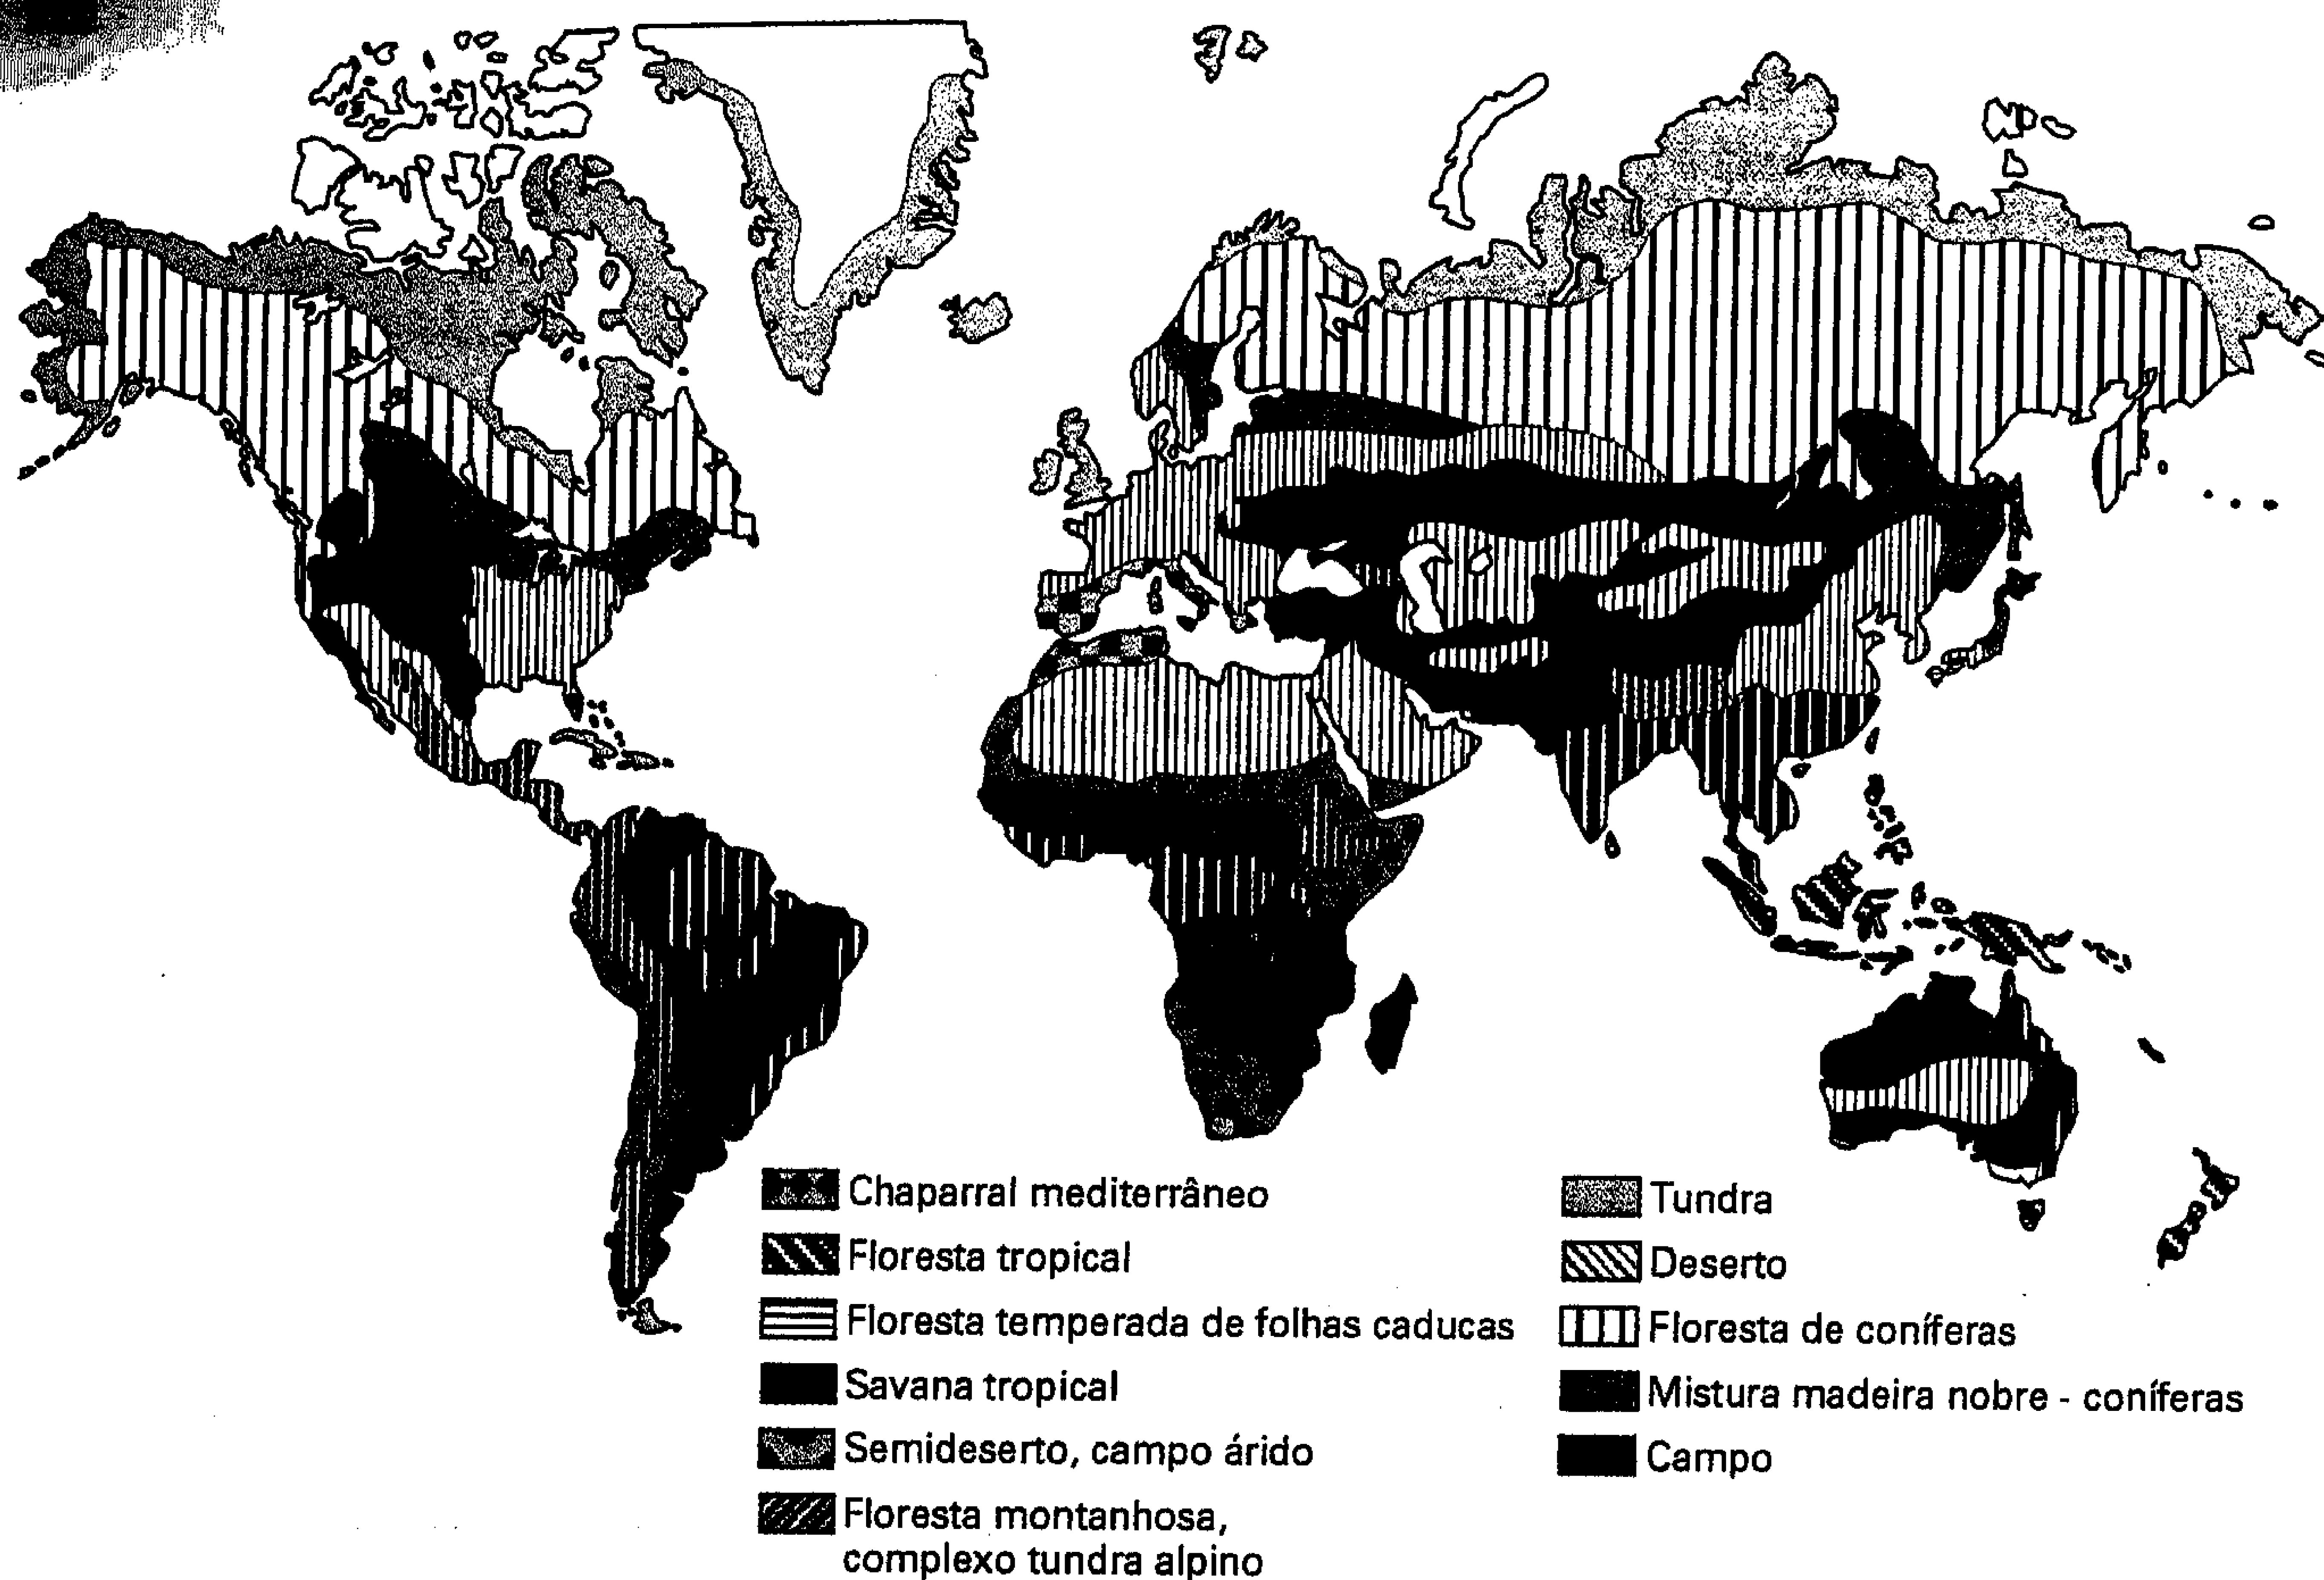 Chaparral mediterrâneo
Floresta tropical
Floresta temperada de folhas caducas
Savana tropical
Semideserto, campo árido
Floresta montanhosa,
complexo tundra alpino
Tundra
Deserto
Floresta de coníferas
Mistura madeira nobre - coníferas
Campo